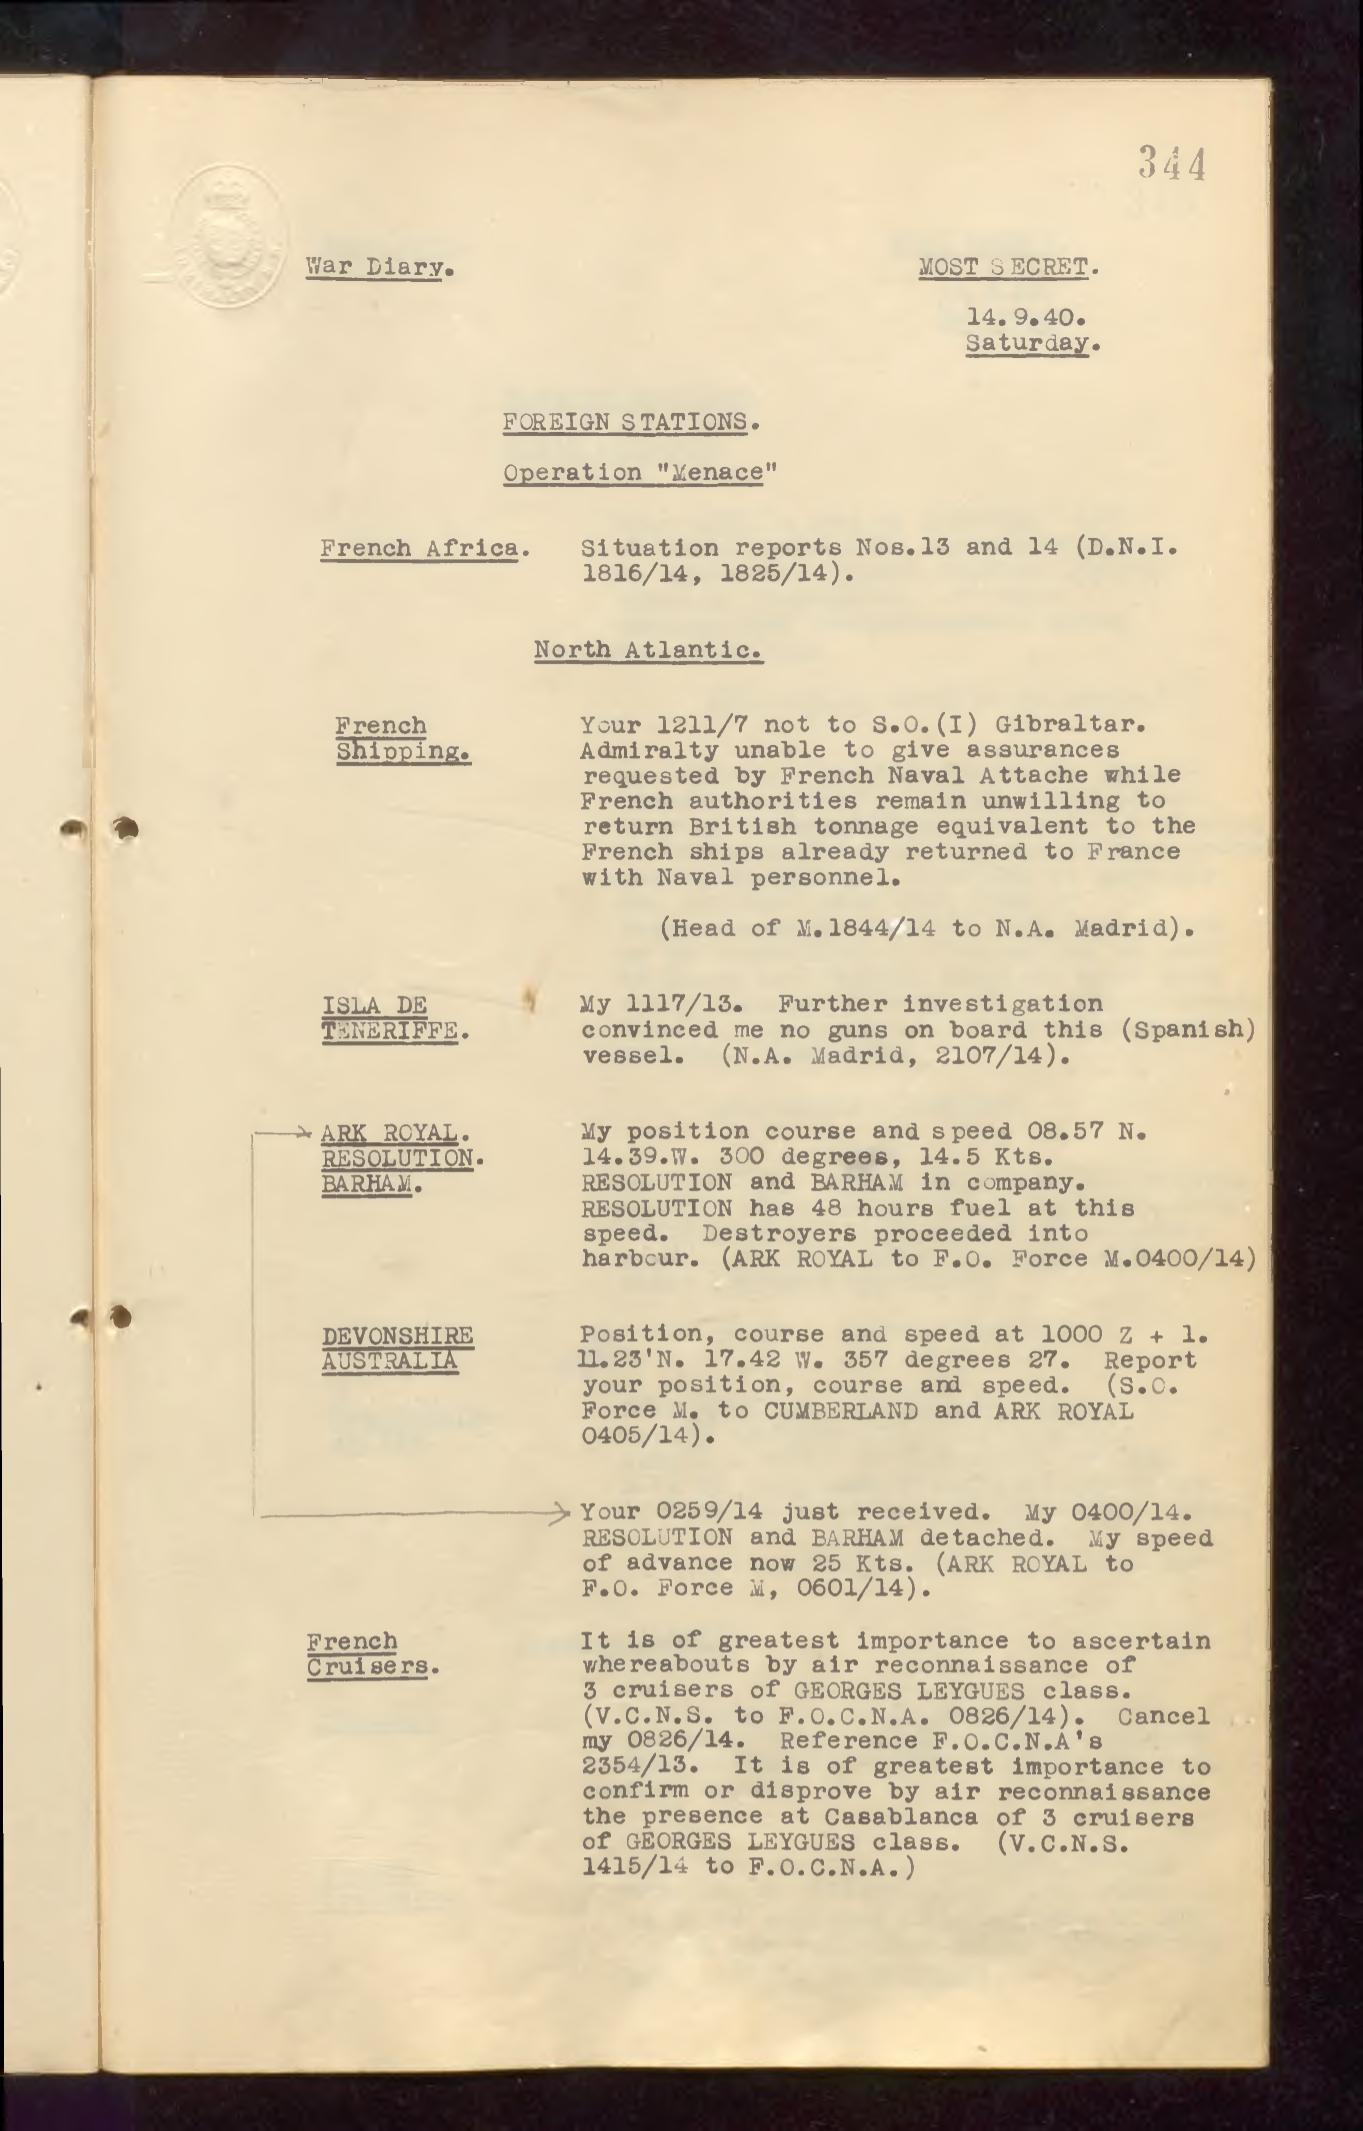 344
War Diary.
MOST SECRET.
14.9.40.
Saturday.
FOREIGN STATIONS.
Operation "Menace"
French Africa.
Situation reports Nos.13 and 14 (D.N.I.
1816/14, 1825/14).
North Atlantic.
French
Shipping.
Your 1211/7 not to S.O.(I) Gibraltar.
Admiralty unable to give assurances
requested by French Naval Attache while
French authorities remain unwilling to
return British tonnage equivalent to the
French ships already returned to France
with Naval personnel.
(Head of M.1844/14 to N.A. Madrid).
ISLA DE
TENERIFFE.
My 1117/13. Further investigation
convinced me no guns on board this (Spanish)
vessel. (N.A. Madrid, 2107/14).
ARK ROYAL.
RESOLUTION.
BARHAM.
My position course and speed 08.57 N.
14.39.W. 300 degrees, 14.5 Kts.
RESOLUTION and BARHAM in company.
RESOLUTION has 48 hours fuel at this
speed. Destroyers proceeded into
harbour. (ARK ROYAL to F.O. Force M.0400/14)
DEVONSHIRE
AUSTRALIA
Position, course and speed at 1000 Z + 1.
11.23'N. 17.42 W. 357 degrees 27. Report
your position, course and speed. (S.O.
Force M. to CUMBERLAND and ARK ROYAL
0405/14).
Your 0259/14 just received. My 0400/14.
RESOLUTION and BARHAM detached. My speed
of advance now 25 Kts. (ARK ROYAL to
F.O. Force M, 0601/14).
French
Cruisers.
It is of greatest importance to ascertain
whereabouts by air reconnaissance of
3 cruisers of GEORGES LEYGUES class.
(V.C.N.S. to F.O.C.N.A. 0826/14). Cancel
my 0826/14. Reference F.O.C.N.A's
2354/13. It is of greatest importance to
confirm or disprove by air reconnaissance
the presence at Casablanca of 3 cruisers
of GEORGES LEYGUES class. (V.C.N.S.
1415/14 to F.O.C.N.A.)